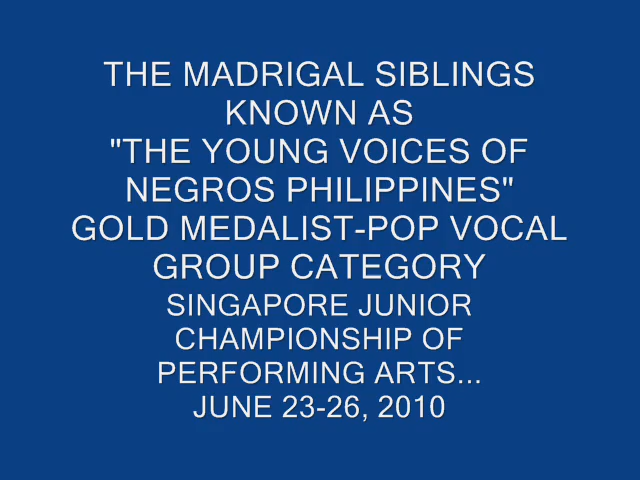 THE MADRIGAL SIBLINGS
KNOWN AS
"THE YOUNG VOICES OF
NEGROS PHILIPPINES"
GOLD MEDALIST-POP VOCAL
GROUP CATEGORY
SINGAPORE JUNIOR
CHAMPIONSHIP OF
PERFORMING ARTS...
JUNE 23-26, 2010